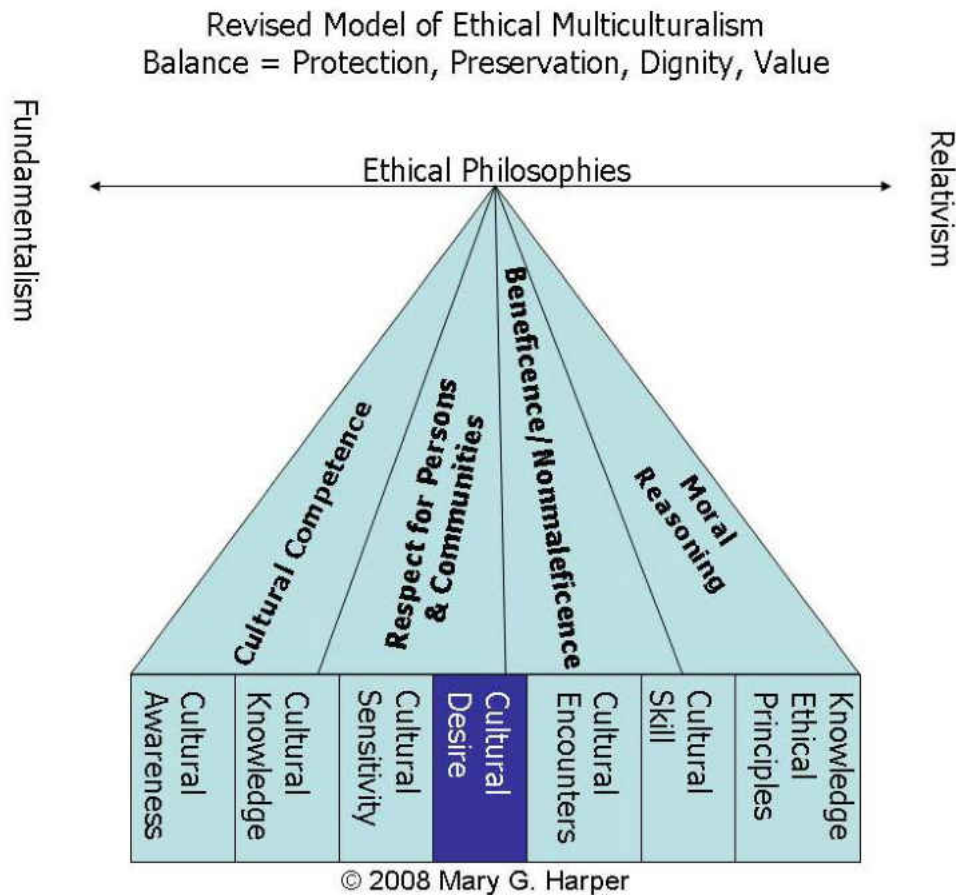 Revised Model of Ethical Multiculturalism
Balance = Protection, Preservation, Dignity, Value
Fundamentalism
Ethical Philosophies
Relativism
Cultural Competence
Respect for Persons
& Communities
Beneficence/Nonmaleficence
Moral
Reasoning
Cultural
Awareness
Cultural
Knowledge
Cultural
Sensitivity
Cultural
Desire
Cultural
Encounters
Cultural
Skill
Knowledge
Ethical
Principles
© 2008 Mary G. Harper